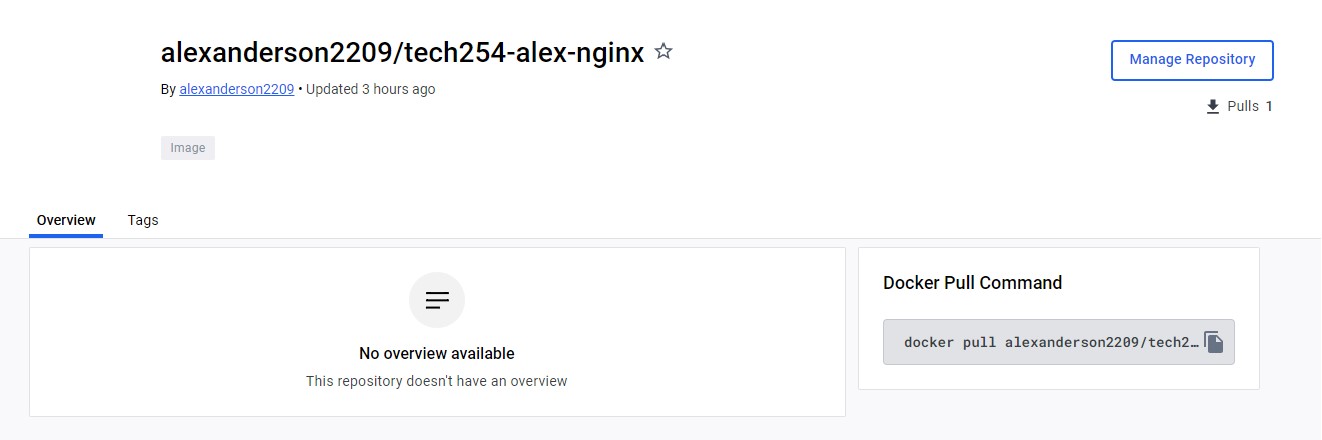 alexanderson2209/tech254-alex-nginx
Manage Repository
By alexanderson2209 • Updated 3 hours ago
Pulls 1
Image
Overview
Tags
No overview available
This repository doesn't have an overview
Docker Pull Command
docker pull alexanderson2209/tech2…